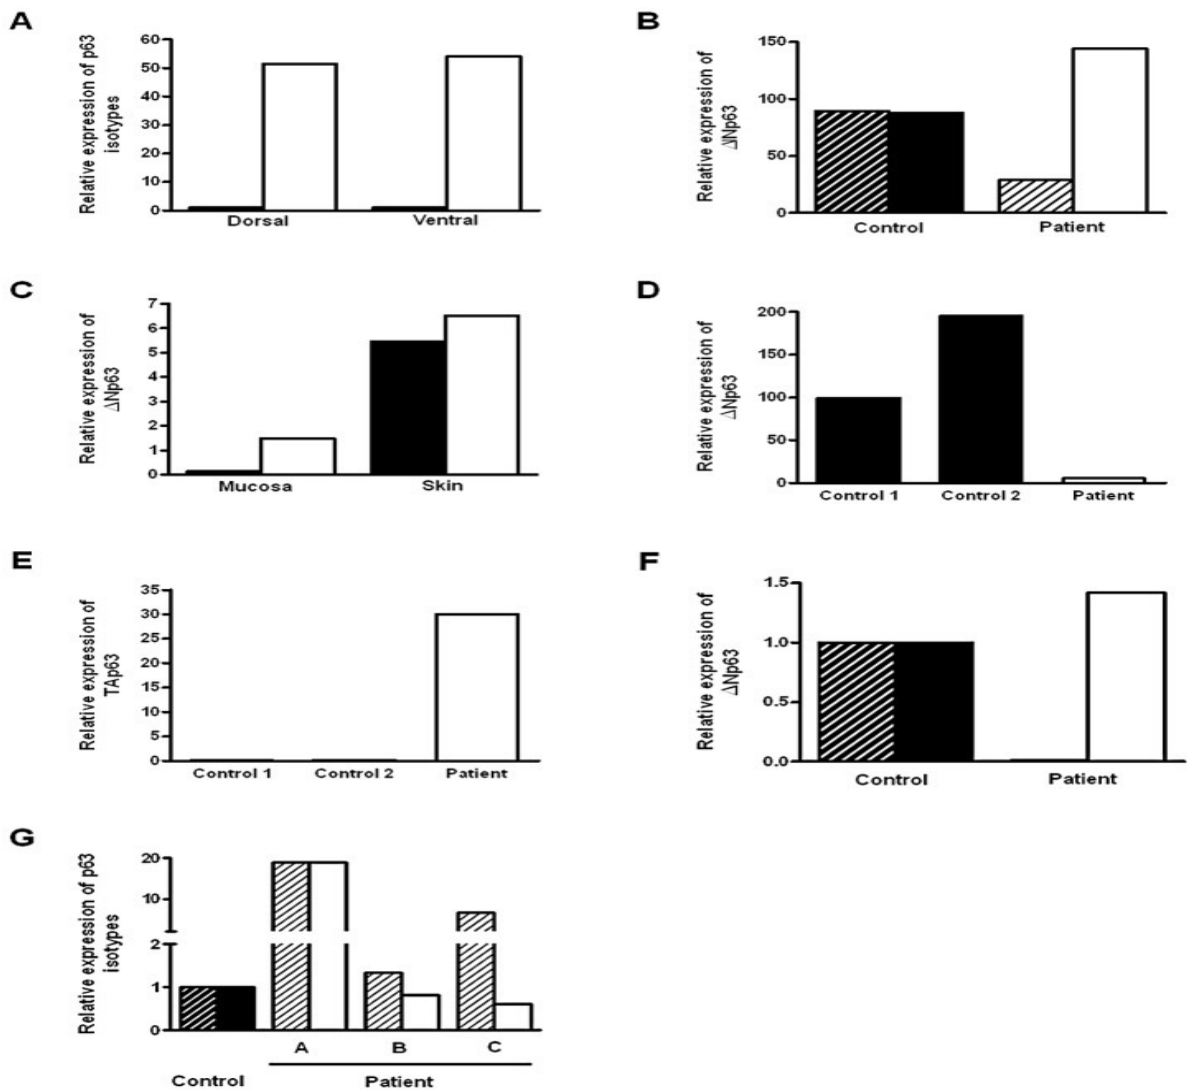 A
Relative expression of p63
isotypes
60
50
40
30
20
10
0
Dorsal
Ventral
B
Relative expression of
ΔNp63
150
100
50
0
Control
Patient
C
Relative expression of
ΔNp63
7
6
5
4
3
2
1
0
Mucosa
Skin
D
Relative expression of
ΔNp63
200
150
100
50
0
Control 1
Control 2
Patient
E
Relative expression of
TAp63
35
30
25
20
15
10
5
0
Control 1
Control 2
Patient
F
Relative expression of
ΔNp63
1.5
1.0
0.5
0.0
Control
Patient
G
Relative expression of p63
isotypes
20
10
2
1
0
A
B
C
Control
Patient